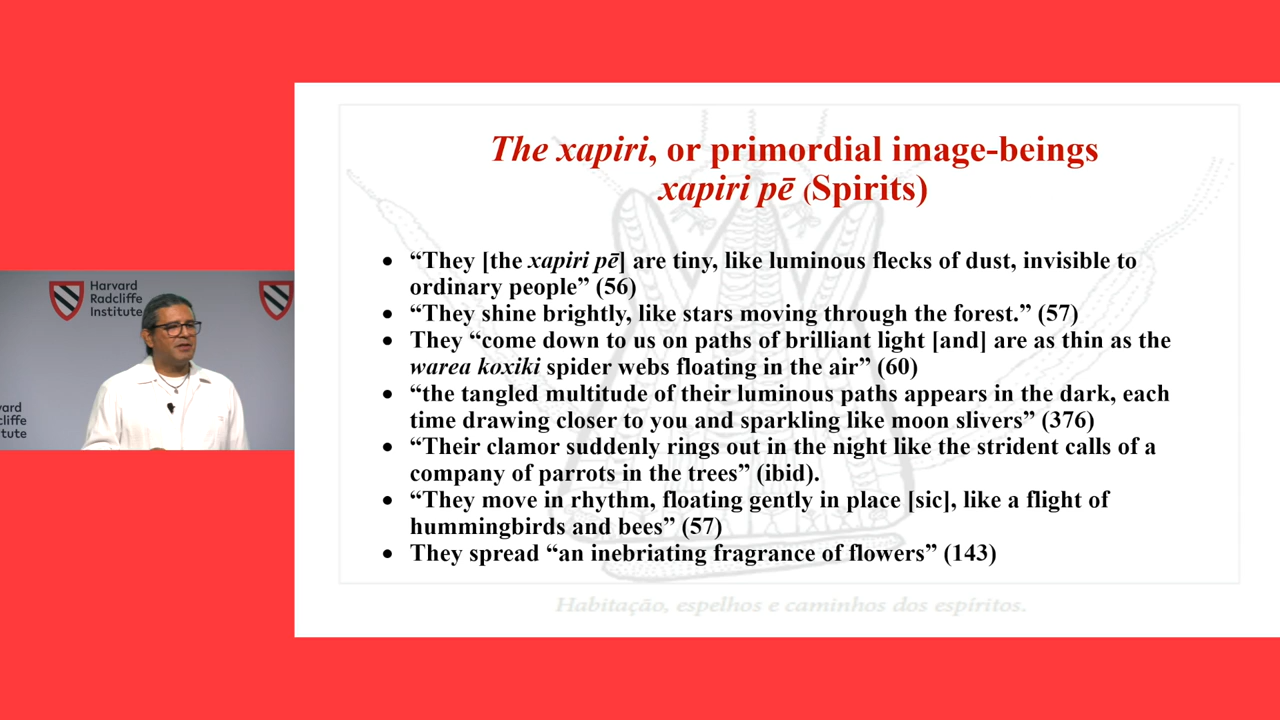 Harvard
Radcliffe
Institute
vard
cliffe
tute
The xapiri, or primordial image-beings
xapiri pē (Spirits)
• “They [the xapiri pē] are tiny, like luminous flecks of dust, invisible to
ordinary people” (56)
• “They shine brightly, like stars moving through the forest.” (57)
• They “come down to us on paths of brilliant light [and] are as thin as the
warea koxiki spider webs floating in the air” (60)
• “the tangled multitude of their luminous paths appears in the dark, each
time drawing closer to you and sparkling like moon slivers” (376)
• “Their clamor suddenly rings out in the night like the strident calls of a
company of parrots in the trees” (ibid).
• “They move in rhythm, floating gently in place [sic], like a flight of
hummingbirds and bees” (57)
• They spread “an inebriating fragrance of flowers” (143)
Habitação, espelhos e caminhos dos espíritos.